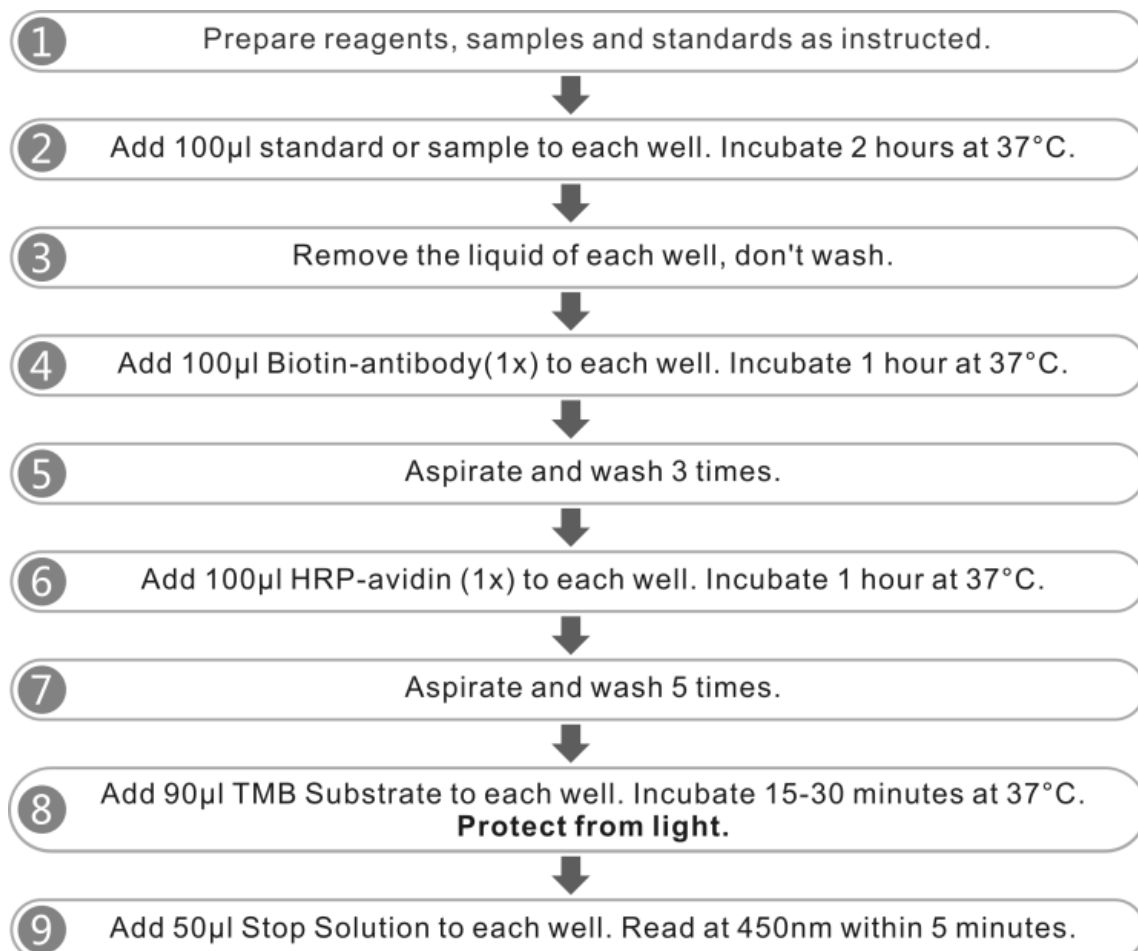 1 Prepare reagents, samples and standards as instructed.
2 Add 100µl standard or sample to each well. Incubate 2 hours at 37°C.
3 Remove the liquid of each well, don't wash.
4 Add 100µl Biotin-antibody(1x) to each well. Incubate 1 hour at 37°C.
5 Aspirate and wash 3 times.
6 Add 100µl HRP-avidin (1x) to each well. Incubate 1 hour at 37°C.
7 Aspirate and wash 5 times.
8 Add 90µl TMB Substrate to each well. Incubate 15-30 minutes at 37°C.
Protect from light.
9 Add 50µl Stop Solution to each well. Read at 450nm within 5 minutes.